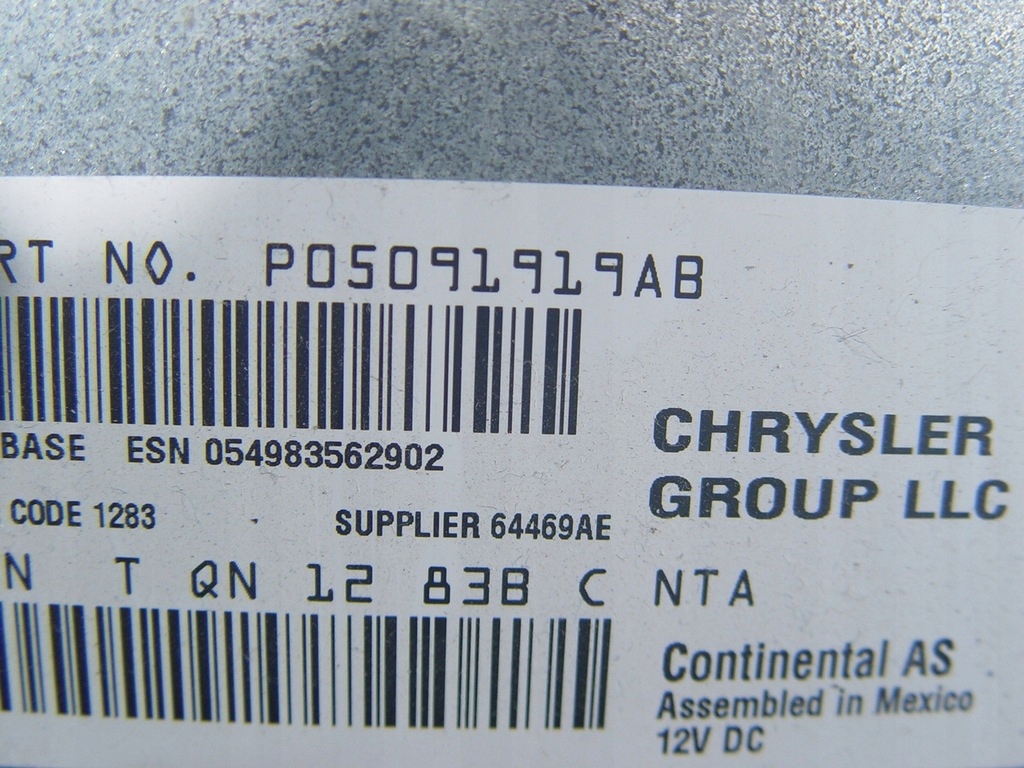 RT NO. P05091919AB
BASE ESN 054983562902
CHRYSLER
GROUP LLC
CODE 1283 SUPPLIER 64469AE
N T QN 12 838 C NTA
Continental AS
Assembled in Mexico
12V DC